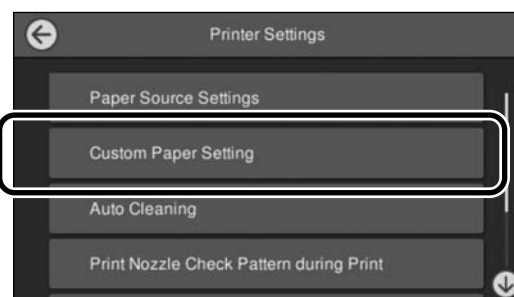 Printer Settings
Paper Source Settings
Custom Paper Setting
Auto Cleaning
Print Nozzle Check Pattern during Print